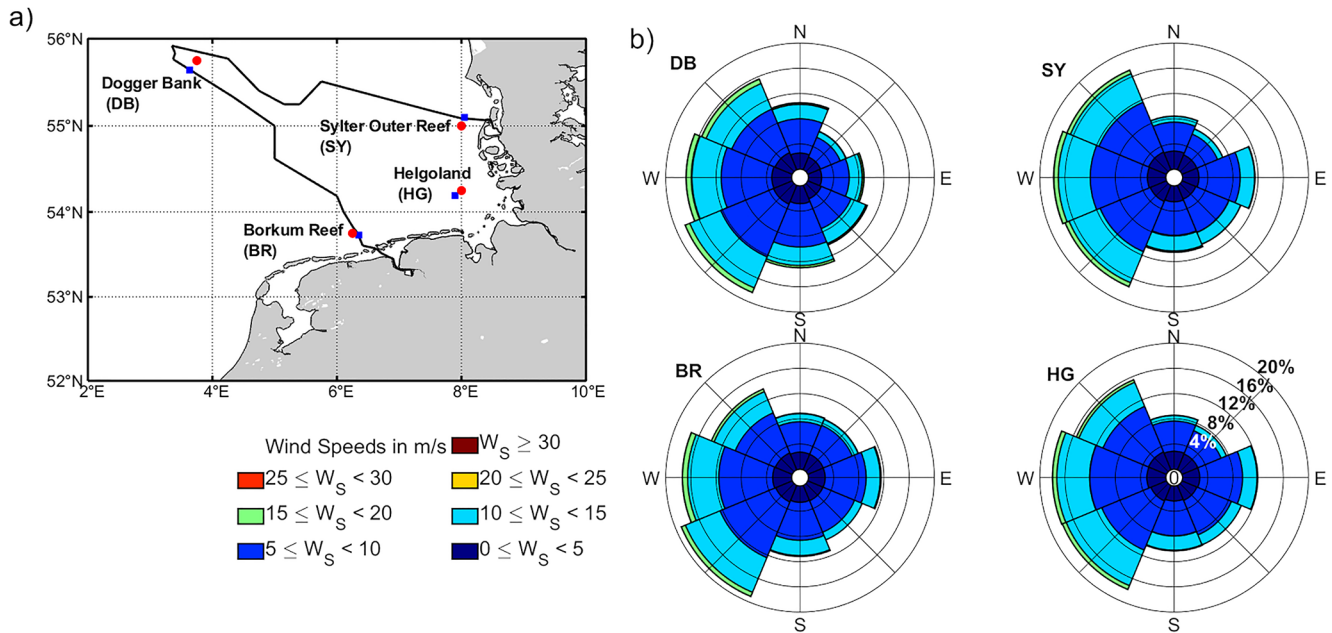 a)
56°N
55°N
54°N
53°N
52°N
2°E
4°E
6°E
8°E
10°E
Dogger Bank
(DB)
Sylter Outer Reef
(SY)
Helgoland
(HG)
Borkum Reef
(BR)
Wind Speeds in m/s
W_S ≥ 30
25 ≤ W_S < 30
20 ≤ W_S < 25
15 ≤ W_S < 20
10 ≤ W_S < 15
5 ≤ W_S < 10
0 ≤ W_S < 5
b)
DB
N
W
E
S
SY
N
W
E
S
BR
N
W
E
S
HG
N
W
E
S
20%
16%
12%
8%
4%
0